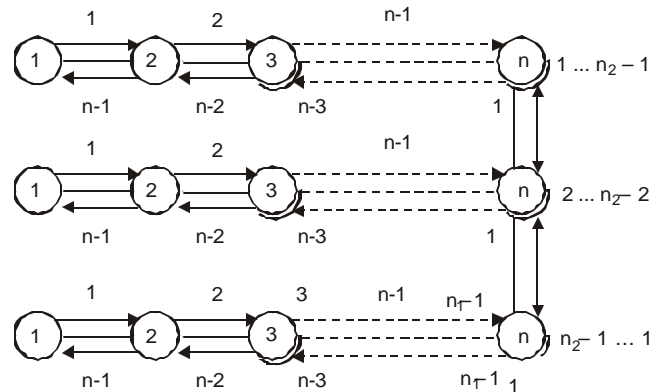 1 2 n-1
1 2 3 n 1 ... n₂ – 1
n-1 n-2 n-3 1
1 2 n-1
1 2 3 n 2 ... n₂ – 2
n-1 n-2 n-3 1
1 2 3 n-1 n₁–1
1 2 3 n n₂ – 1 ... 1
n-1 n-2 n-3 n₁–1 1